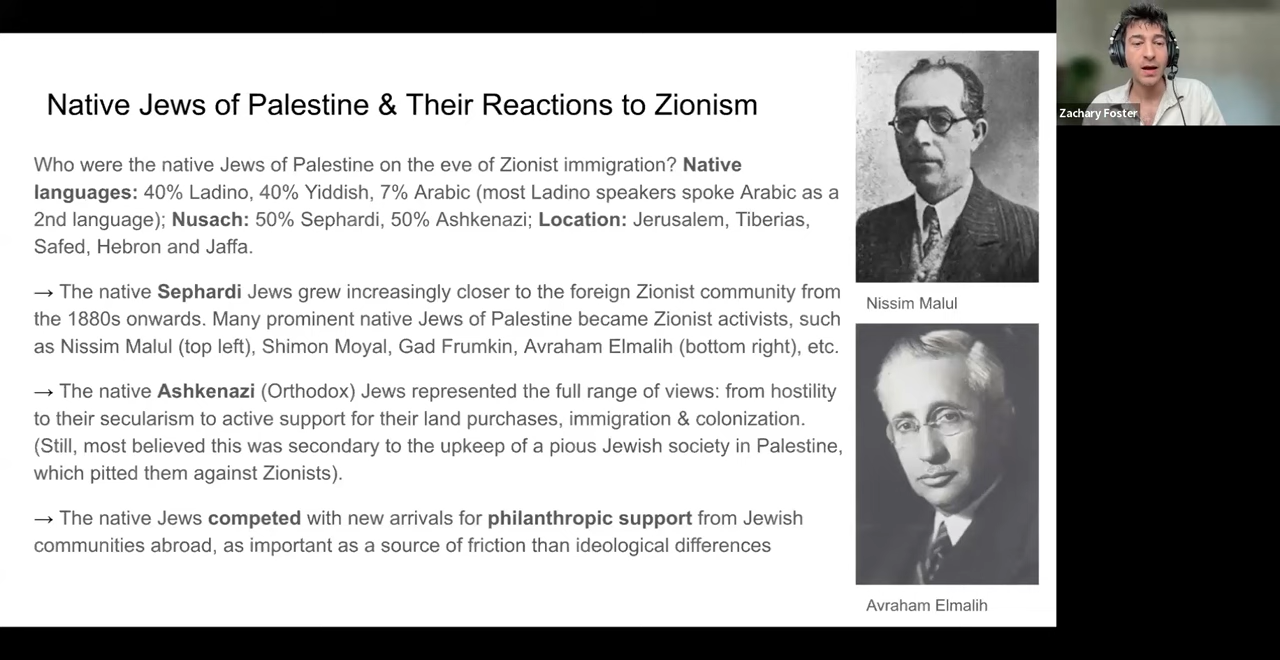 Native Jews of Palestine & Their Reactions to Zionism
Who were the native Jews of Palestine on the eve of Zionist immigration? Native
languages: 40% Ladino, 40% Yiddish, 7% Arabic (most Ladino speakers spoke Arabic as a
2nd language); Nusach: 50% Sephardi, 50% Ashkenazi; Location: Jerusalem, Tiberias,
Safed, Hebron and Jaffa.
→ The native Sephardi Jews grew increasingly closer to the foreign Zionist community from
the 1880s onwards. Many prominent native Jews of Palestine became Zionist activists, such
as Nissim Malul (top left), Shimon Moyal, Gad Frumkin, Avraham Elmalih (bottom right), etc.
→ The native Ashkenazi (Orthodox) Jews represented the full range of views: from hostility
to their secularism to active support for their land purchases, immigration & colonization.
(Still, most believed this was secondary to the upkeep of a pious Jewish society in Palestine,
which pitted them against Zionists).
→ The native Jews competed with new arrivals for philanthropic support from Jewish
communities abroad, as important as a source of friction than ideological differences
Nissim Malul
Avraham Elmalih
Zachary Foster